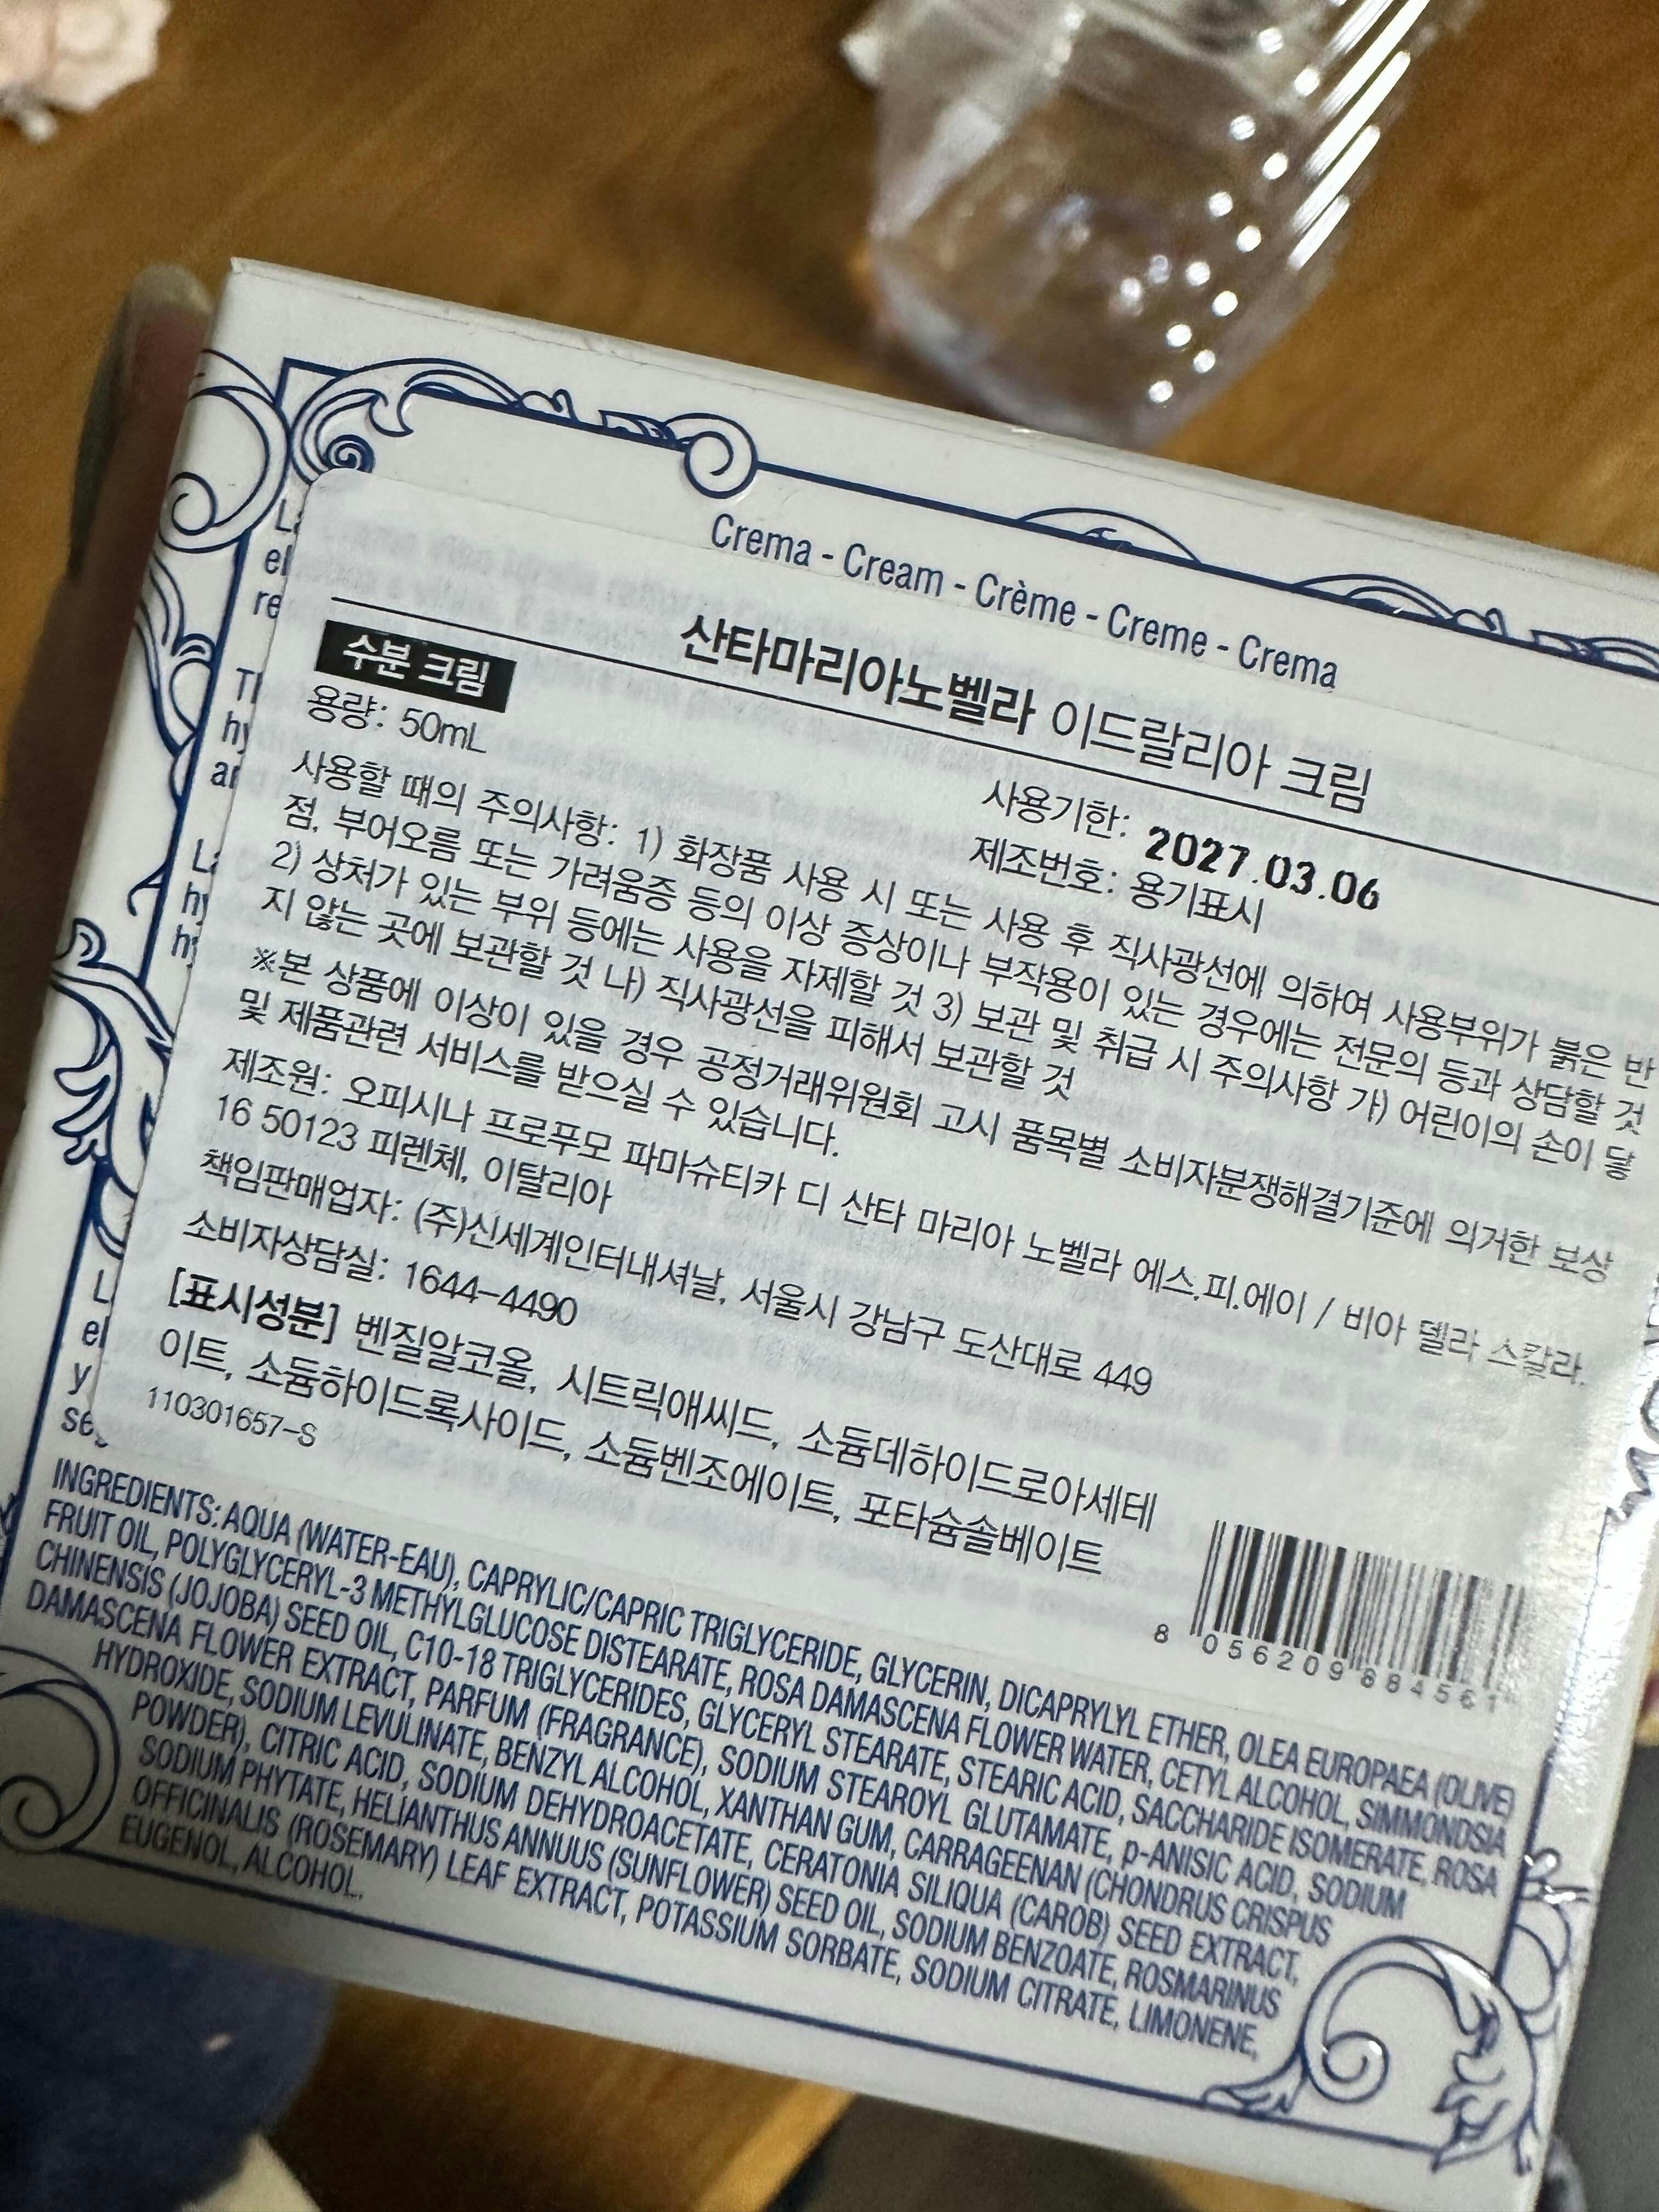 Crema - Cream - Crème - Creme - Crema
산타마리아노벨라 이드랄리아 크림
수분 크림
용량: 50mL
사용기한: 2027.03.06
제조번호: 용기표시
사용할 때의 주의사항: 1) 화장품 사용 시 또는 사용 후 직사광선에 의하여 사용부위가 붉은 반
점, 부어오름 또는 가려움증 등의 이상 증상이나 부작용이 있는 경우에는 전문의 등과 상담할 것
2) 상처가 있는 부위 등에는 사용을 자제할 것 3) 보관 및 취급 시 주의사항 가) 어린이의 손이 닿
지 않는 곳에 보관할 것 나) 직사광선을 피해서 보관할 것
※본 상품에 이상이 있을 경우 공정거래위원회 고시 품목별 소비자분쟁해결기준에 의거한 보상
및 제품관련 서비스를 받으실 수 있습니다.
제조원: 오피시나 프로푸모 파마슈티카 디 산타 마리아 노벨라 에스.피.에이 / 비아 델라 스칼라.
16 50123 피렌체, 이탈리아
책임판매업자: (주)신세계인터내셔날, 서울시 강남구 도산대로 449
소비자상담실: 1644-4490
[표시성분] 벤질알코올, 시트릭애씨드, 소듐데하이드로아세테
이트, 소듐하이드록사이드, 소듐벤조에이트, 포타슘솔베이트
110301657-S
8 056209 884561
INGREDIENTS: AQUA (WATER-EAU), CAPRYLIC/CAPRIC TRIGLYCERIDE, GLYCERIN, DICAPRYLYL ETHER, OLEA EUROPAEA (OLIVE)
FRUIT OIL, POLYGLYCERYL-3 METHYLGLUCOSE DISTEARATE, ROSA DAMASCENA FLOWER WATER, CETYL ALCOHOL, SIMMONDSIA
CHINENSIS (JOJOBA) SEED OIL, C10-18 TRIGLYCERIDES, GLYCERYL STEARATE, STEARIC ACID, SACCHARIDE ISOMERATE, ROSA
DAMASCENA FLOWER EXTRACT, PARFUM (FRAGRANCE), SODIUM STEAROYL GLUTAMATE, p-ANISIC ACID, SODIUM
HYDROXIDE, SODIUM LEVULINATE, BENZYL ALCOHOL, XANTHAN GUM, CARRAGEENAN (CHONDRUS CRISPUS
POWDER), CITRIC ACID, SODIUM DEHYDROACETATE, CERATONIA SILIQUA (CAROB) SEED EXTRACT,
SODIUM PHYTATE, HELIANTHUS ANNUUS (SUNFLOWER) SEED OIL, SODIUM BENZOATE, ROSMARINUS
OFFICINALIS (ROSEMARY) LEAF EXTRACT, POTASSIUM SORBATE, SODIUM CITRATE, LIMONENE,
EUGENOL, ALCOHOL.